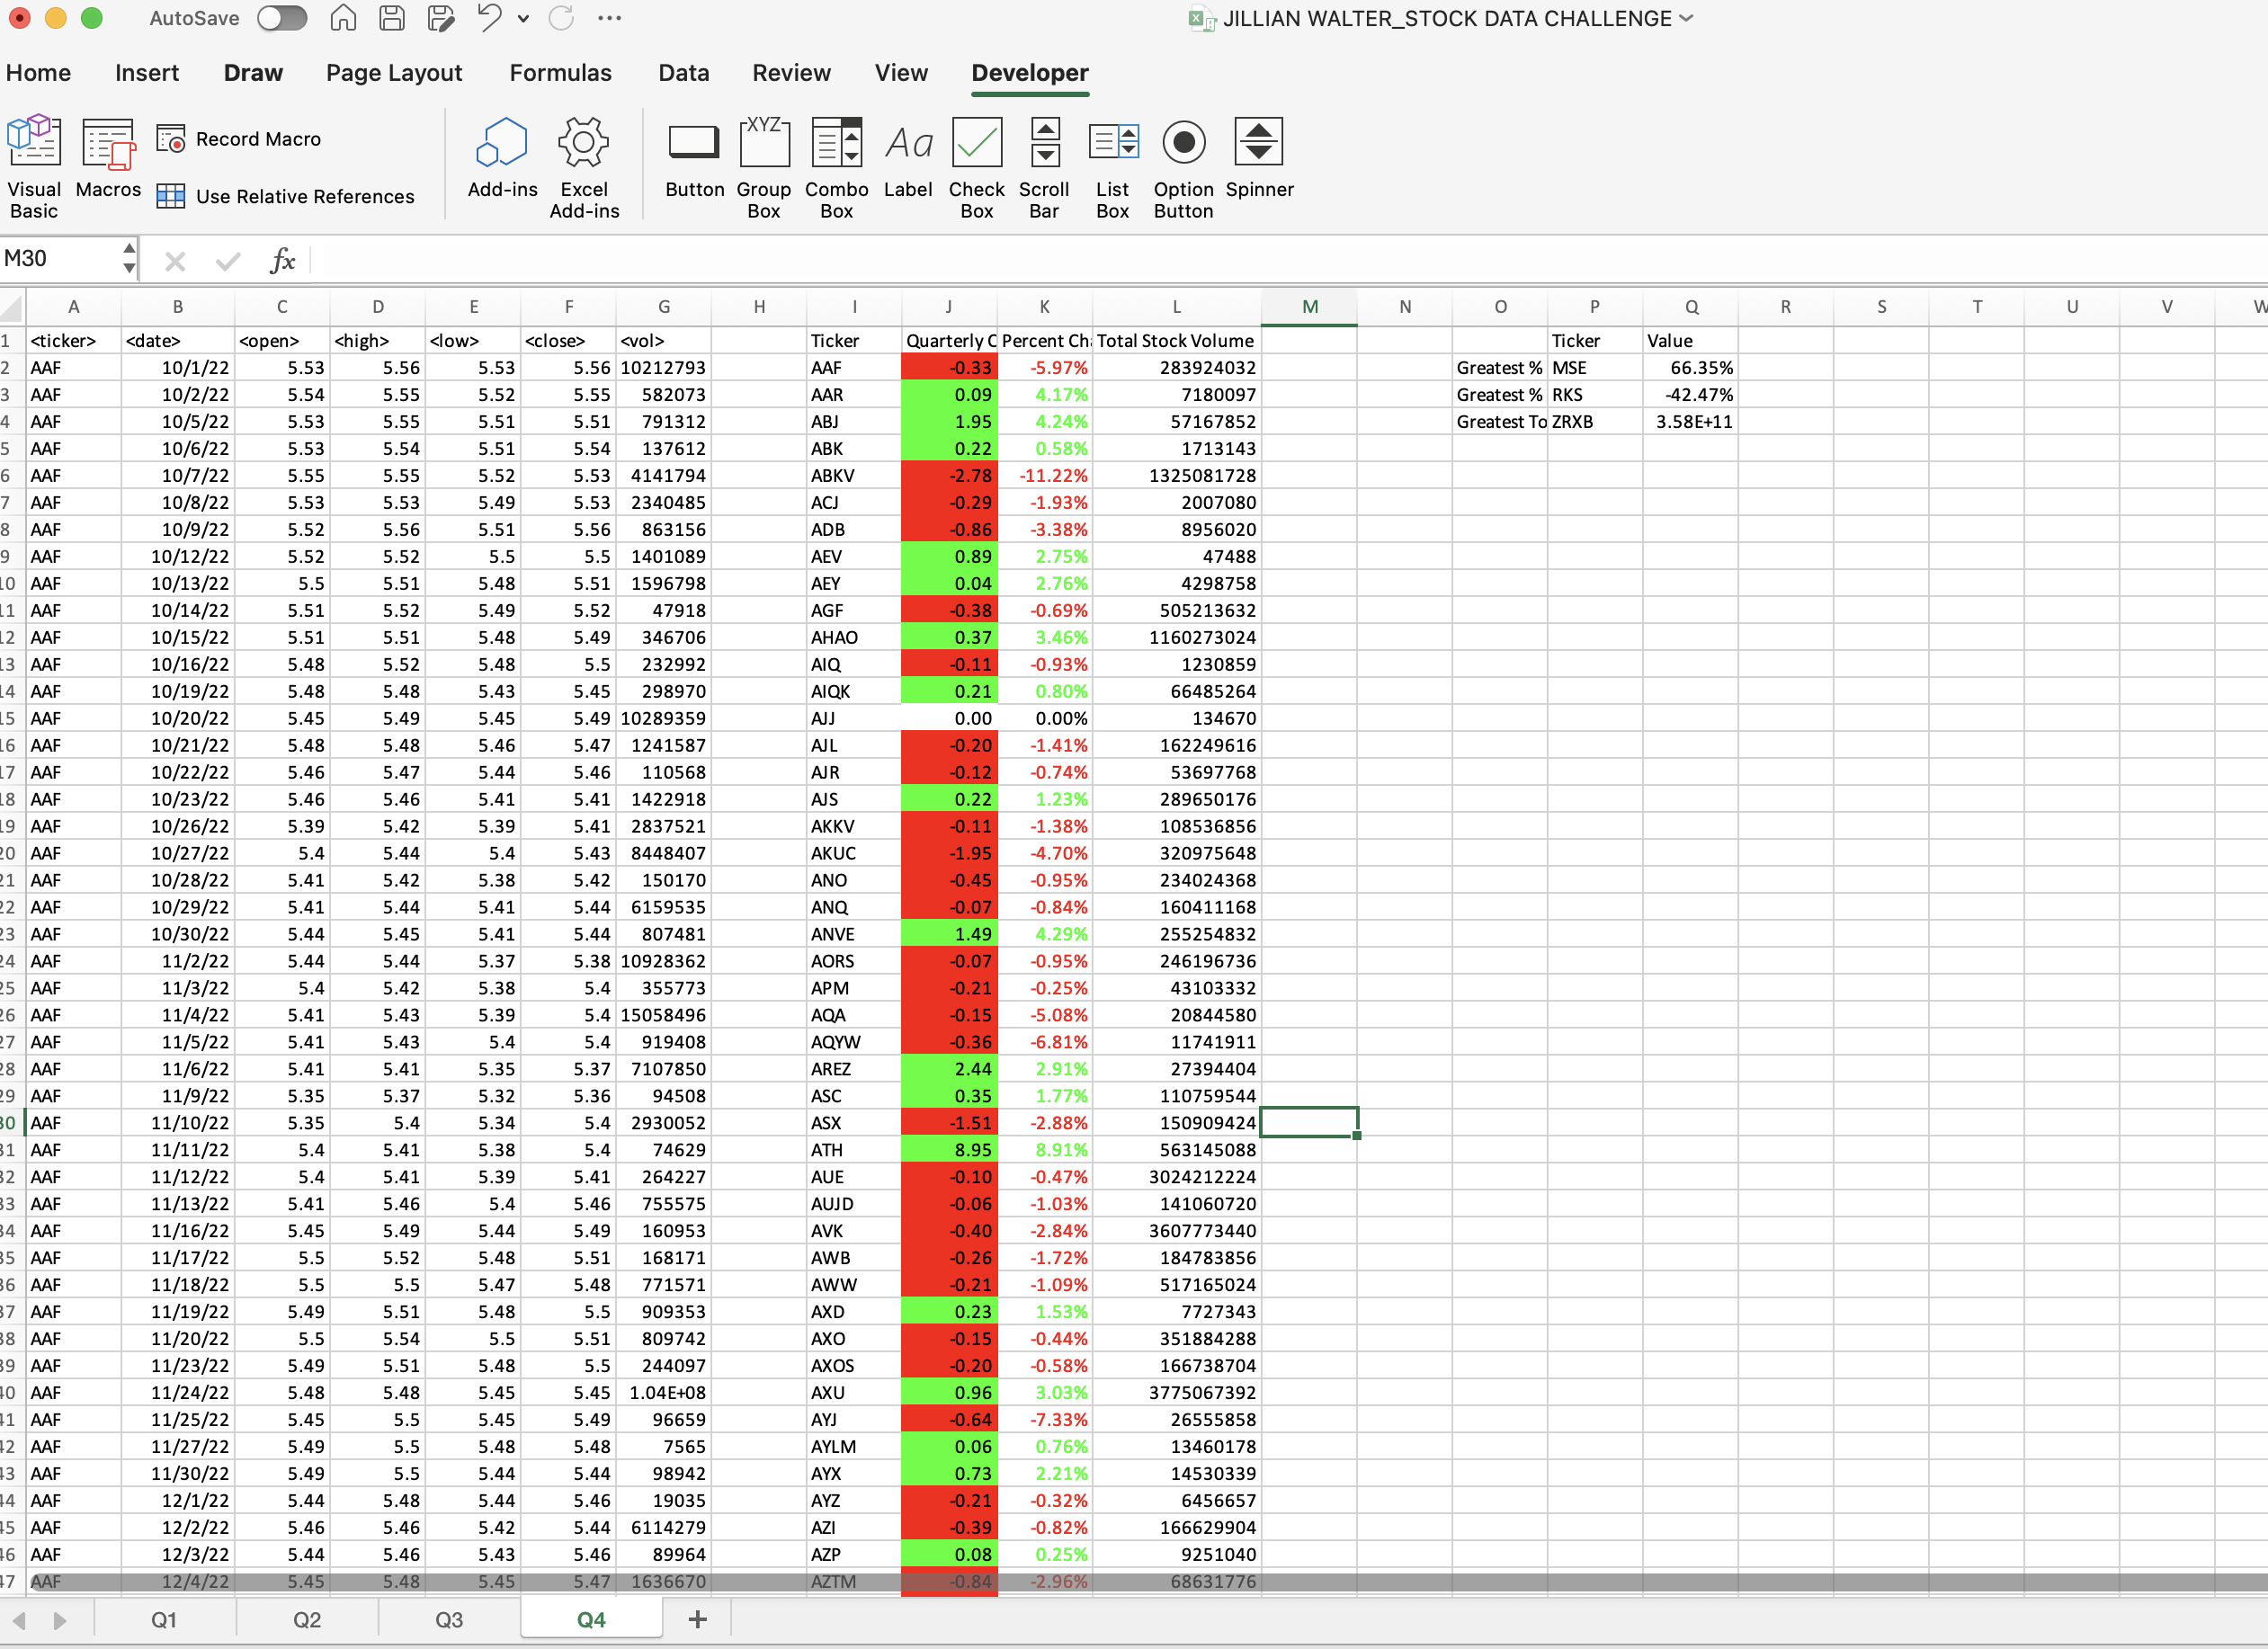 AutoSave JILLIAN WALTER_STOCK DATA CHALLENGE
Home Insert Draw Page Layout Formulas Data Review View Developer
Visual Basic Macros Record Macro Use Relative References Add-ins Excel Add-ins Button Group Box Combo Box Label Check Box Scroll Bar List Box Option Button Spinner
XYZ Aa
M30 fx
A B C D E F G H I J K L M N O P Q R S T U V W
1 <ticker> <date> <open> <high> <low> <close> <vol> Ticker Quarterly C Percent Cha Total Stock Volume Ticker Value
2 AAF 10/1/22 5.53 5.56 5.53 5.56 10212793 AAF -0.33 -5.97% 283924032 Greatest % MSE 66.35%
3 AAF 10/2/22 5.54 5.55 5.52 5.55 582073 AAR 0.09 4.17% 7180097 Greatest % RKS -42.47%
4 AAF 10/5/22 5.53 5.55 5.51 5.51 791312 ABJ 1.95 4.24% 57167852 Greatest To ZRXB 3.58E+11
5 AAF 10/6/22 5.53 5.54 5.51 5.54 137612 ABK 0.22 0.58% 1713143
6 AAF 10/7/22 5.55 5.55 5.52 5.53 4141794 ABKV -2.78 -11.22% 1325081728
7 AAF 10/8/22 5.53 5.53 5.49 5.53 2340485 ACJ -0.29 -1.93% 2007080
8 AAF 10/9/22 5.52 5.56 5.51 5.56 863156 ADB -0.86 -3.38% 8956020
9 AAF 10/12/22 5.52 5.52 5.5 5.5 1401089 AEV 0.89 2.75% 47488
10 AAF 10/13/22 5.5 5.51 5.48 5.51 1596798 AEY 0.04 2.76% 4298758
11 AAF 10/14/22 5.51 5.52 5.49 5.52 47918 AGF -0.38 -0.69% 505213632
12 AAF 10/15/22 5.51 5.51 5.48 5.49 346706 AHAO 0.37 3.46% 1160273024
13 AAF 10/16/22 5.48 5.52 5.48 5.5 232992 AIQ -0.11 -0.93% 1230859
14 AAF 10/19/22 5.48 5.48 5.43 5.45 298970 AIQK 0.21 0.80% 66485264
15 AAF 10/20/22 5.45 5.49 5.45 5.49 10289359 AJJ 0.00 0.00% 134670
16 AAF 10/21/22 5.48 5.48 5.46 5.47 1241587 AJL -0.20 -1.41% 162249616
17 AAF 10/22/22 5.46 5.47 5.44 5.46 110568 AJR -0.12 -0.74% 53697768
18 AAF 10/23/22 5.46 5.46 5.41 5.41 1422918 AJS 0.22 1.23% 289650176
19 AAF 10/26/22 5.39 5.42 5.39 5.41 2837521 AKKV -0.11 -1.38% 108536856
20 AAF 10/27/22 5.4 5.44 5.4 5.43 8448407 AKUC -1.95 -4.70% 320975648
21 AAF 10/28/22 5.41 5.42 5.38 5.42 150170 ANO -0.45 -0.95% 234024368
22 AAF 10/29/22 5.41 5.44 5.41 5.44 6159535 ANQ -0.07 -0.84% 160411168
23 AAF 10/30/22 5.44 5.45 5.41 5.44 807481 ANVE 1.49 4.29% 255254832
24 AAF 11/2/22 5.44 5.44 5.37 5.38 10928362 AORS -0.07 -0.95% 246196736
25 AAF 11/3/22 5.4 5.42 5.38 5.4 355773 APM -0.21 -0.25% 43103332
26 AAF 11/4/22 5.41 5.43 5.39 5.4 15058496 AQA -0.15 -5.08% 20844580
27 AAF 11/5/22 5.41 5.43 5.4 5.4 919408 AQYW -0.36 -6.81% 11741911
28 AAF 11/6/22 5.41 5.41 5.35 5.37 7107850 AREZ 2.44 2.91% 27394404
29 AAF 11/9/22 5.35 5.37 5.32 5.36 94508 ASC 0.35 1.77% 110759544
30 AAF 11/10/22 5.35 5.4 5.34 5.4 2930052 ASX -1.51 -2.88% 150909424
31 AAF 11/11/22 5.4 5.41 5.38 5.4 74629 ATH 8.95 8.91% 563145088
32 AAF 11/12/22 5.4 5.41 5.39 5.41 264227 AUE -0.10 -0.47% 3024212224
33 AAF 11/13/22 5.41 5.46 5.4 5.46 755575 AUJD -0.06 -1.03% 141060720
34 AAF 11/16/22 5.45 5.49 5.44 5.49 160953 AVK -0.40 -2.84% 3607773440
35 AAF 11/17/22 5.5 5.52 5.48 5.51 168171 AWB -0.26 -1.72% 184783856
36 AAF 11/18/22 5.5 5.5 5.47 5.48 771571 AWW -0.21 -1.09% 517165024
37 AAF 11/19/22 5.49 5.51 5.48 5.5 909353 AXD 0.23 1.53% 7727343
38 AAF 11/20/22 5.5 5.54 5.5 5.51 809742 AXO -0.15 -0.44% 351884288
39 AAF 11/23/22 5.49 5.51 5.48 5.5 244097 AXOS -0.20 -0.58% 166738704
40 AAF 11/24/22 5.48 5.48 5.45 5.45 1.04E+08 AXU 0.96 3.03% 3775067392
41 AAF 11/25/22 5.45 5.5 5.45 5.49 96659 AYJ -0.64 -7.33% 26555858
42 AAF 11/27/22 5.49 5.5 5.48 5.48 7565 AYLM 0.06 0.76% 13460178
43 AAF 11/30/22 5.49 5.5 5.44 5.44 98942 AYX 0.73 2.21% 14530339
44 AAF 12/1/22 5.44 5.48 5.44 5.46 19035 AYZ -0.21 -0.32% 6456657
45 AAF 12/2/22 5.46 5.46 5.42 5.44 6114279 AZI -0.39 -0.82% 166629904
46 AAF 12/3/22 5.44 5.46 5.43 5.46 89964 AZP 0.08 0.25% 9251040
47 AAF 12/4/22 5.45 5.48 5.45 5.47 1636670 AZTM -0.84 -2.96% 68631776
Q1 Q2 Q3 Q4 +